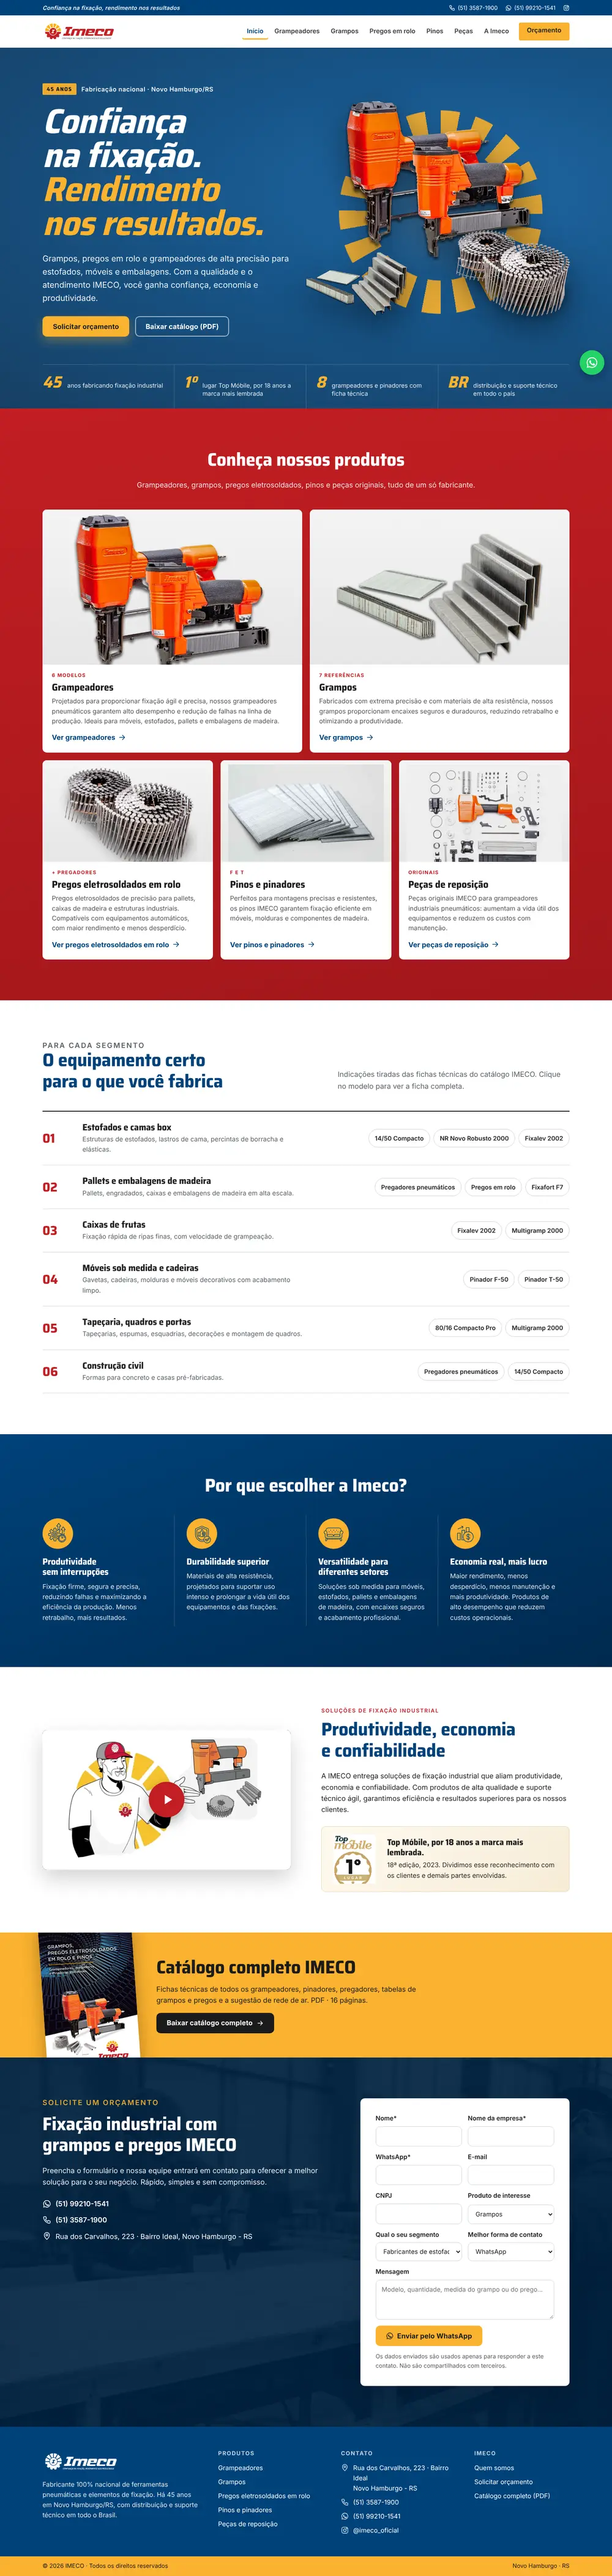 Confiança na fixação, rendimento nos resultados
(51) 3587-1900
(51) 99210-1541
Imeco
Início
Grampeadores
Grampos
Pregos em rolo
Pinos
Peças
A Imeco
Orçamento
45 ANOS
Fabricação nacional · Novo Hamburgo/RS
Confiança
na fixação.
Rendimento
nos resultados.
Grampos, pregos em rolo e grampeadores de alta precisão para
estofados, móveis e embalagens. Com a qualidade e o
atendimento IMECO, você ganha confiança, economia e
produtividade.
Solicitar orçamento
Baixar catálogo (PDF)
45
anos fabricando fixação industrial
1º
lugar Top Móbile, por 18 anos a
marca mais lembrada
8
grampeadores e pinadores com
ficha técnica
BR
distribuição e suporte técnico
em todo o país
Conheça nossos produtos
Grampeadores, grampos, pregos eletrosoldados, pinos e peças originais, tudo de um só fabricante.
6 MODELOS
Grampeadores
Projetados para proporcionar fixação ágil e precisa, nossos grampeadores
pneumáticos garantem alto desempenho e redução de falhas na linha de
produção. Ideais para móveis, estofados, pallets e embalagens de madeira.
Ver grampeadores
7 REFERÊNCIAS
Grampos
Fabricados com extrema precisão e com materiais de alta resistência, nossos
grampos proporcionam encaixes seguros e duradouros, reduzindo retrabalho e
otimizando a produtividade.
Ver grampos
+ PREGADORES
Pregos eletrosoldados em rolo
Pregos eletrosoldados de precisão para pallets,
caixas de madeira e estruturas industriais.
Compatíveis com equipamentos automáticos,
com maior rendimento e menos desperdício.
Ver pregos eletrosoldados em rolo
F E T
Pinos e pinadores
Perfeitos para montagens precisas e resistentes,
os pinos IMECO garantem fixação eficiente em
móveis, molduras e componentes de madeira.
Ver pinos e pinadores
ORIGINAIS
Peças de reposição
Peças originais IMECO para grampeadores
industriais pneumáticos: aumentam a vida útil dos
equipamentos e reduzem os custos com
manutenção.
Ver peças de reposição
PARA CADA SEGMENTO
O equipamento certo
para o que você fabrica
Indicações tiradas das fichas técnicas do catálogo IMECO. Clique
no modelo para ver a ficha completa.
01
Estofados e camas box
Estruturas de estofados, lastros de cama, percintas de borracha e
elásticas.
14/50 Compacto
NR Novo Robusto 2000
Fixalev 2002
02
Pallets e embalagens de madeira
Pallets, engradados, caixas e embalagens de madeira em alta escala.
Pregadores pneumáticos
Pregos em rolo
Fixafort F7
03
Caixas de frutas
Fixação rápida de ripas finas, com velocidade de grampeação.
Fixalev 2002
Multigramp 2000
04
Móveis sob medida e cadeiras
Gavetas, cadeiras, molduras e móveis decorativos com acabamento
limpo.
Pinador F-50
Pinador T-50
05
Tapeçaria, quadros e portas
Tapeçarias, espumas, esquadrias, decorações e montagem de quadros.
80/16 Compacto Pro
Multigramp 2000
06
Construção civil
Formas para concreto e casas pré-fabricadas.
Pregadores pneumáticos
14/50 Compacto
Por que escolher a Imeco?
Produtividade
sem interrupções
Fixação firme, segura e precisa,
reduzindo falhas e maximizando a
eficiência da produção. Menos
retrabalho, mais resultados.
Durabilidade superior
Materiais de alta resistência,
projetados para suportar uso
intenso e prolongar a vida útil dos
equipamentos e das fixações.
Versatilidade para
diferentes setores
Soluções sob medida para móveis,
estofados, pallets e embalagens
de madeira, com encaixes seguros
e acabamento profissional.
Economia real, mais lucro
Maior rendimento, menos
desperdício, menos manutenção e
mais produtividade. Produtos de
alto desempenho que reduzem
custos operacionais.
SOLUÇÕES DE FIXAÇÃO INDUSTRIAL
Produtividade, economia
e confiabilidade
A IMECO entrega soluções de fixação industrial que aliam produtividade,
economia e confiabilidade. Com produtos de alta qualidade e suporte
técnico ágil, garantimos eficiência e resultados superiores para os nossos
clientes.
Top
móbile
1º
LUGAR
Top Móbile, por 18 anos a marca mais
lembrada.
18ª edição, 2023. Dividimos esse reconhecimento com
os clientes e demais partes envolvidas.
GRAMPOS,
PREGOS ELETROSOLDADOS
EM ROLO E PINOS
Imeco
Catálogo completo IMECO
Fichas técnicas de todos os grampeadores, pinadores, pregadores, tabelas de
grampos e pregos e a sugestão de rede de ar. PDF · 16 páginas.
Baixar catálogo completo
SOLICITE UM ORÇAMENTO
Fixação industrial com
grampos e pregos IMECO
Preencha o formulário e nossa equipe entrará em contato para oferecer a melhor
solução para o seu negócio. Rápido, simples e sem compromisso.
(51) 99210-1541
(51) 3587-1900
Rua dos Carvalhos, 223 · Bairro Ideal, Novo Hamburgo - RS
Nome*
Nome da empresa*
WhatsApp*
E-mail
CNPJ
Produto de interesse
Grampos
Qual o seu segmento
Melhor forma de contato
Fabricantes de estofad
WhatsApp
Mensagem
Modelo, quantidade, medida do grampo ou do prego...
Enviar pelo WhatsApp
Os dados enviados são usados apenas para responder a este
contato. Não são compartilhados com terceiros.
Imeco
Fabricante 100% nacional de ferramentas
pneumáticas e elementos de fixação. Há 45 anos
em Novo Hamburgo/RS, com distribuição e suporte
técnico em todo o Brasil.
PRODUTOS
Grampeadores
Grampos
Pregos eletrosoldados em rolo
Pinos e pinadores
Peças de reposição
CONTATO
Rua dos Carvalhos, 223 · Bairro
Ideal
Novo Hamburgo - RS
(51) 3587-1900
(51) 99210-1541
@imeco_oficial
IMECO
Quem somos
Solicitar orçamento
Catálogo completo (PDF)
© 2026 IMECO · Todos os direitos reservados
Novo Hamburgo · RS